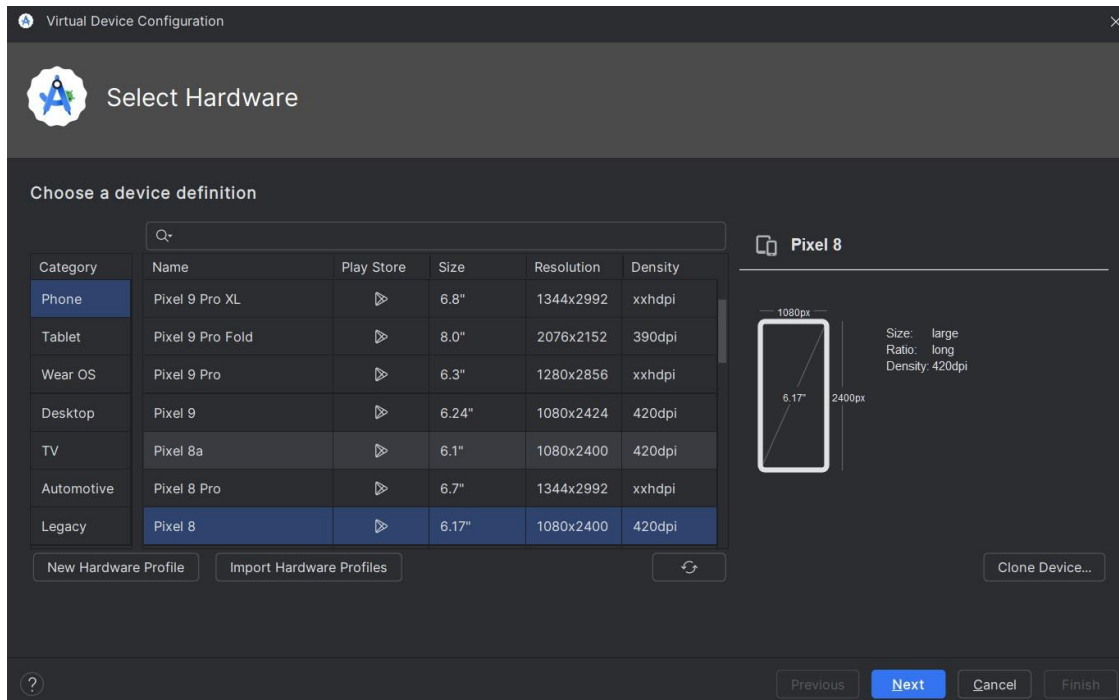 Virtual Device Configuration
Select Hardware
Choose a device definition
Category
Phone
Tablet
Wear OS
Desktop
TV
Automotive
Legacy
Name Play Store Size Resolution Density
Pixel 9 Pro XL 6.8" 1344x2992 xxhdpi
Pixel 9 Pro Fold 8.0" 2076x2152 390dpi
Pixel 9 Pro 6.3" 1280x2856 xxhdpi
Pixel 9 6.24" 1080x2424 420dpi
Pixel 8a 6.1" 1080x2400 420dpi
Pixel 8 Pro 6.7" 1344x2992 xxhdpi
Pixel 8 6.17" 1080x2400 420dpi
New Hardware Profile Import Hardware Profiles
Pixel 8
1080px
6.17"
2400px
Size: large
Ratio: long
Density: 420dpi
Clone Device...
?
Previous Next Cancel Finish